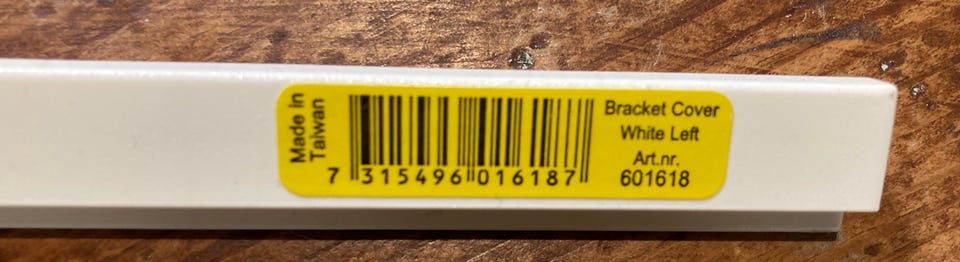 Made in
Taiwan
7 315496 016187
Bracket Cover
White Left
Art.nr.
601618